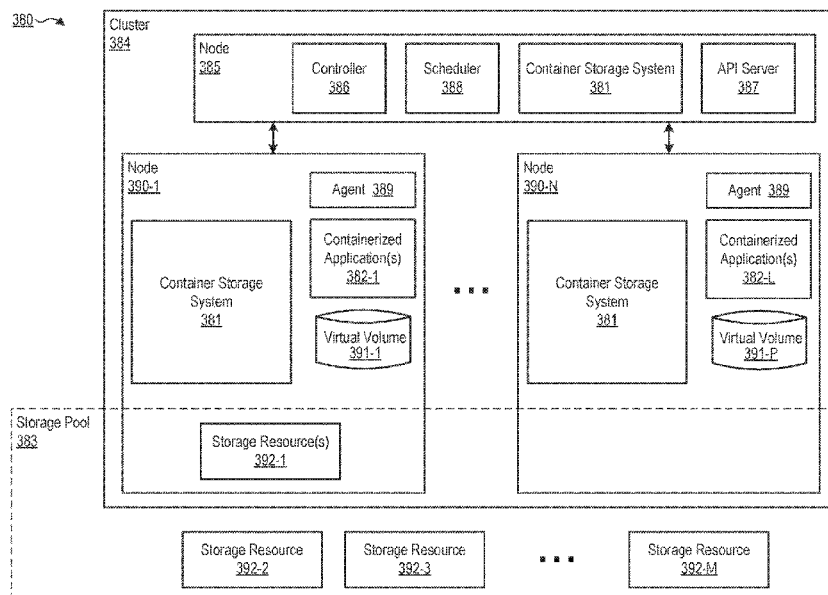 380
Cluster
384
Node
385
Controller
386
Scheduler
388
Container Storage System
381
API Server
387
Node
390-1
Agent 389
Container Storage
System
381
Containerized
Application(s)
382-1
Virtual Volume
391-1
Node
390-N
Agent 389
Container Storage
System
381
Containerized
Application(s)
382-L
Virtual Volume
391-P
Storage Pool
383
Storage Resource(s)
392-1
Storage Resource
392-2
Storage Resource
392-3
Storage Resource
392-M